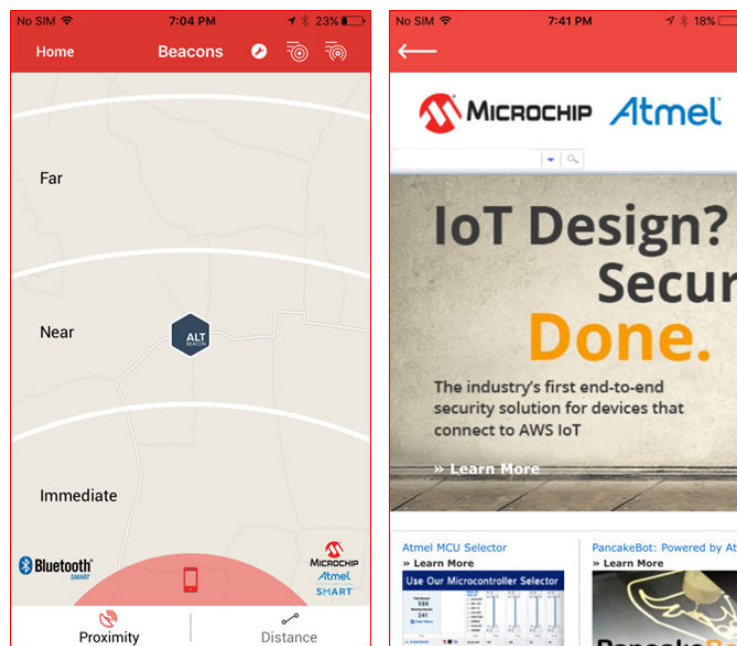 No SIM 7:04 PM 23%
Home Beacons
Far
Near
ALT
BEACON
Immediate
Bluetooth
SMART
MICROCHIP
Atmel
SMART
Proximity Distance
No SIM 7:41 PM 18%
MICROCHIP Atmel
IoT Design?
Secur
Done.
The industry's first end-to-end
security solution for devices that
connect to AWS IoT
» Learn More
Atmel MCU Selector
» Learn More
Use Our Microcontroller Selector
PancakeBot: Powered by At
» Learn More